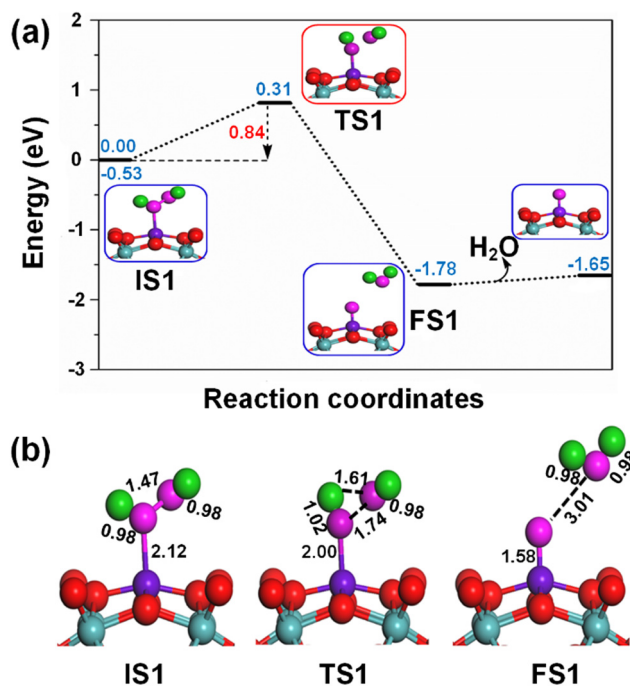 (a)
Energy (eV)
2
1
0
-1
-2
-3
0.00
-0.53
IS1
0.31
0.84
TS1
-1.78
FS1
H₂O
-1.65
Reaction coordinates
(b)
1.47
0.98
0.98
2.12
IS1
1.61
1.02
1.74
0.98
2.00
TS1
0.98
0.98
3.01
1.58
FS1